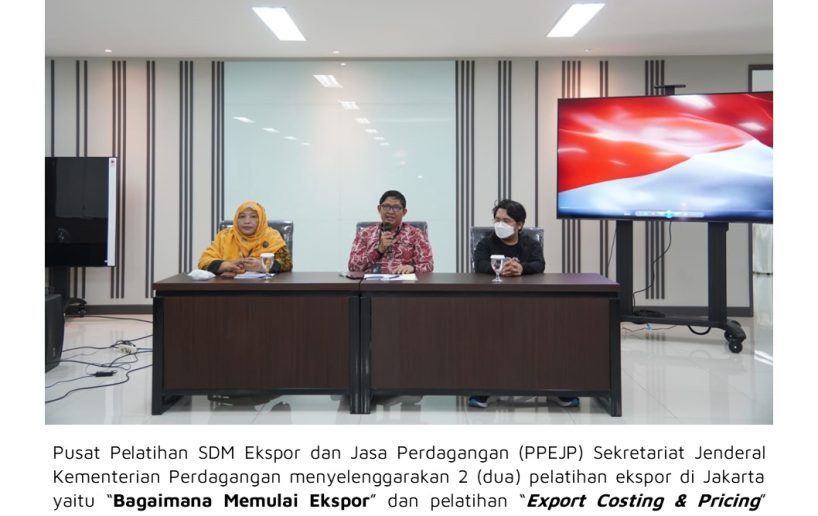 Pusat Pelatihan SDM Ekspor dan Jasa Perdagangan (PPEJP) Sekretariat Jenderal
Kementerian Perdagangan menyelenggarakan 2 (dua) pelatihan ekspor di Jakarta
yaitu “Bagaimana Memulai Ekspor” dan pelatihan “Export Costing & Pricing”